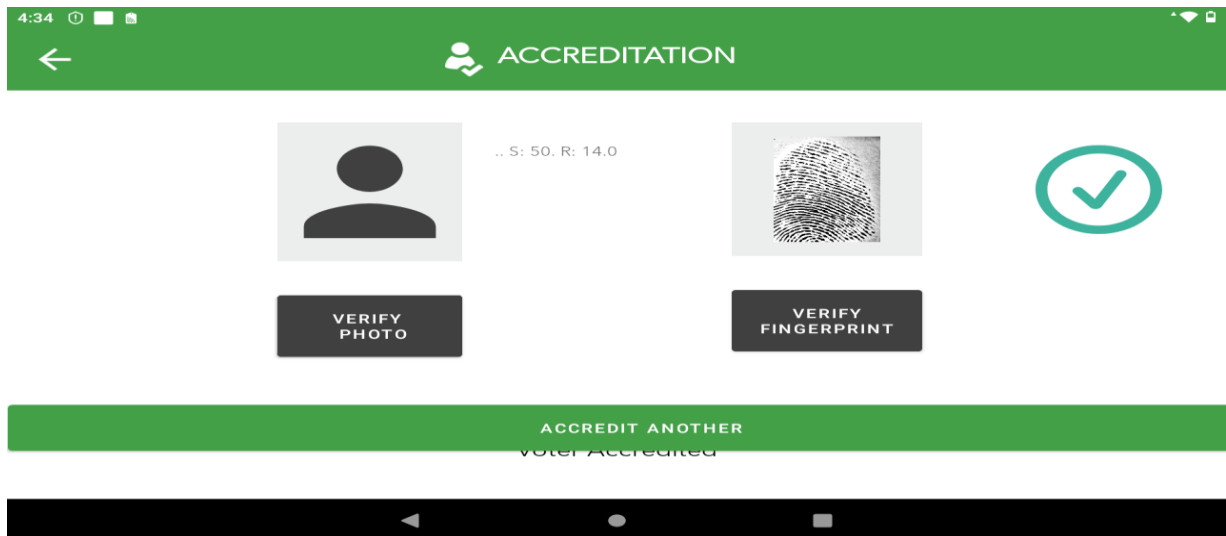 4:34
ACCREDITATION
.. S: 50. R: 14.0
VERIFY
PHOTO
VERIFY
FINGERPRINT
ACCREDIT ANOTHER
Voter Accredited